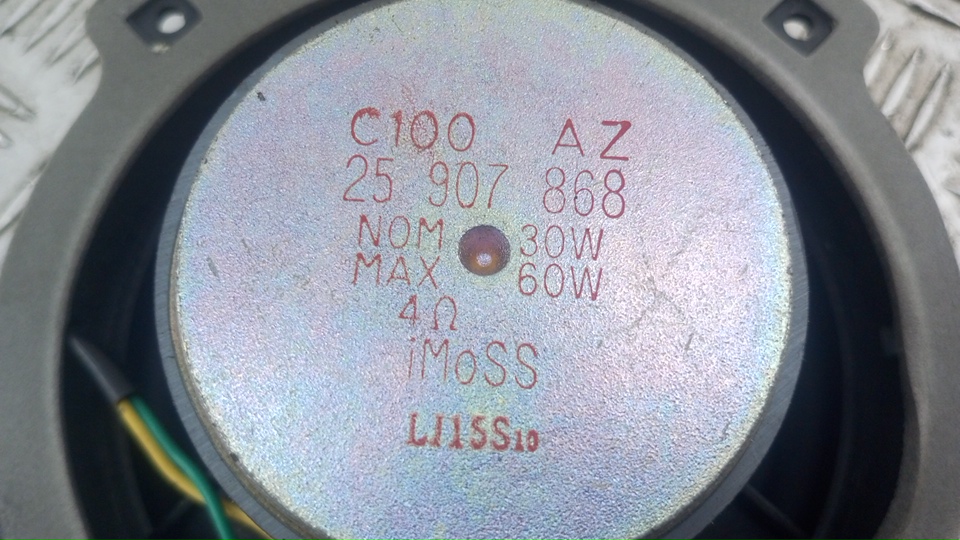 C100 AZ
25 907 868
NOM 30W
MAX 60W
4Ω
iMoSS
LJ15S10